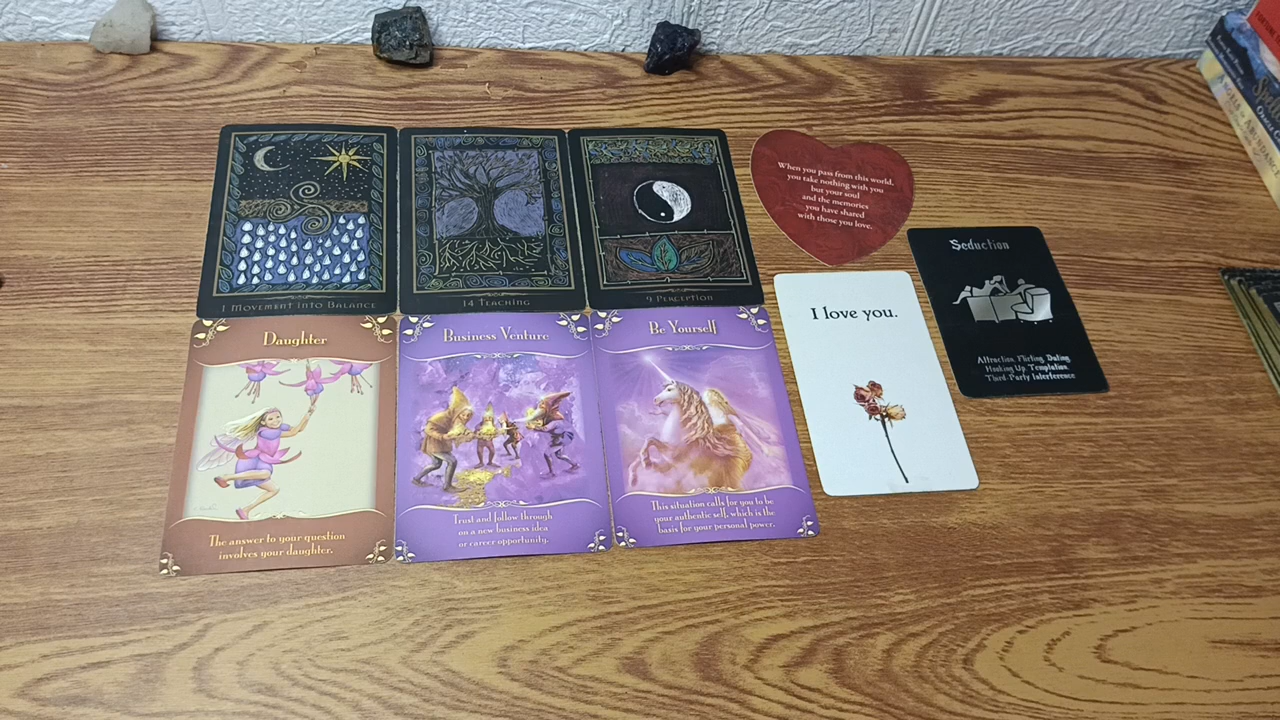 1 Movement into Balance
14 Teaching
9 Perception
When you pass from this world,
you take nothing with you
but your soul
and the memories
you have shared
with those you love.
Seduction
Attraction, Flirting, Dating,
Hooking Up, Temptation,
Third-Party Interference
I love you.
Daughter
The answer to your question
involves your daughter.
Business Venture
Trust and follow through
on a new business idea
or career opportunity.
Be Yourself
This situation calls for you to be
your authentic self, which is the
basis for your personal power.